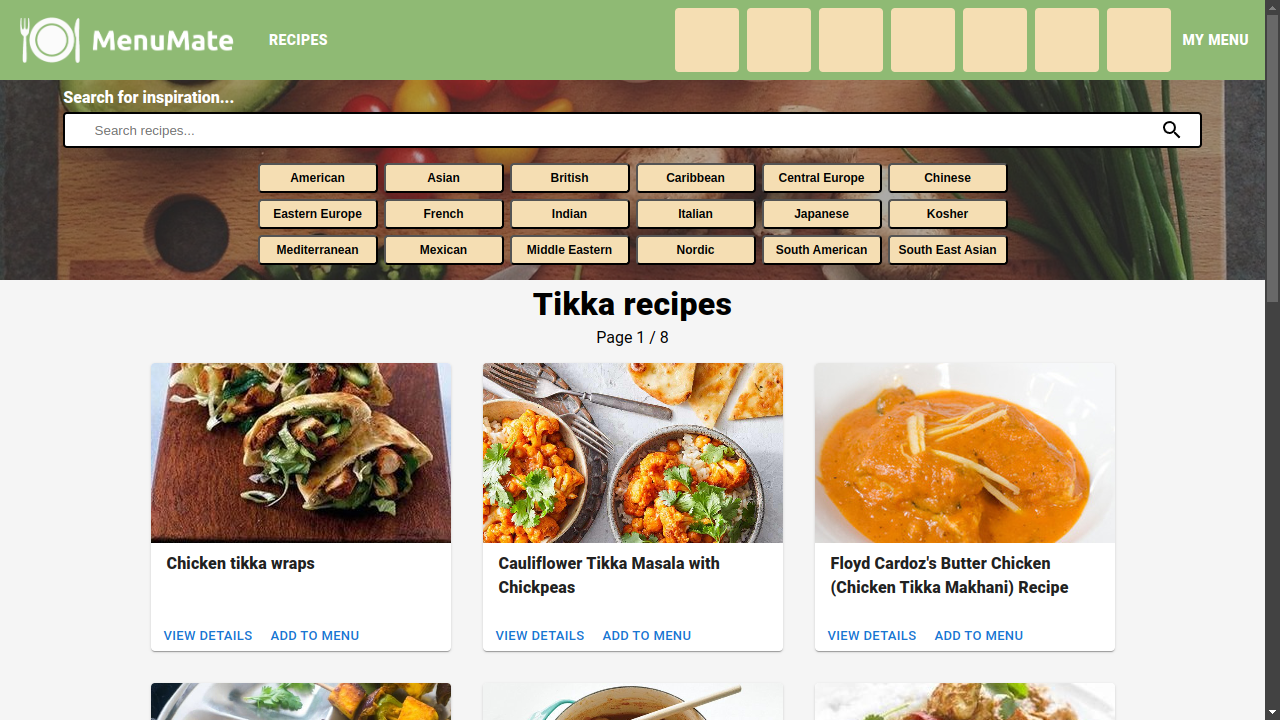 MenuMate
RECIPES
MY MENU
Search for inspiration...
Search recipes...
American
Asian
British
Caribbean
Central Europe
Chinese
Eastern Europe
French
Indian
Italian
Japanese
Kosher
Mediterranean
Mexican
Middle Eastern
Nordic
South American
South East Asian
Tikka recipes
Page 1 / 8
Chicken tikka wraps
VIEW DETAILS
ADD TO MENU
Cauliflower Tikka Masala with
Chickpeas
VIEW DETAILS
ADD TO MENU
Floyd Cardoz's Butter Chicken
(Chicken Tikka Makhani) Recipe
VIEW DETAILS
ADD TO MENU